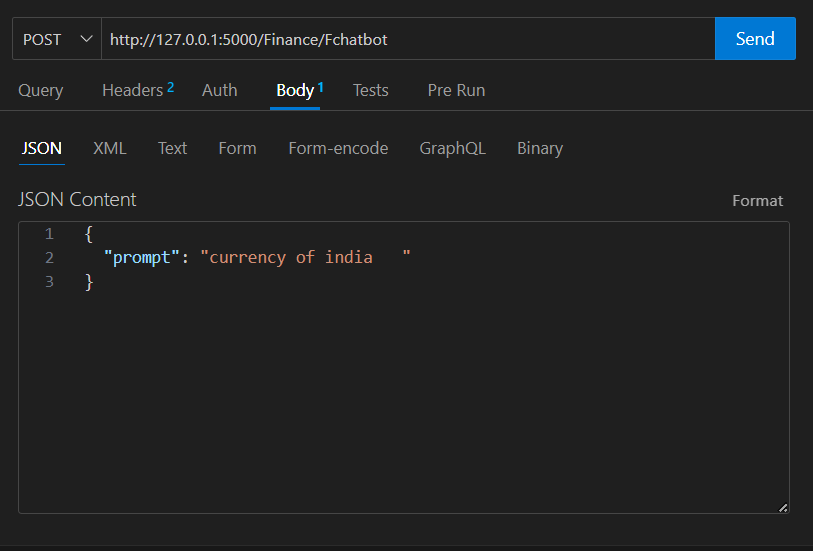 POST http://127.0.0.1:5000/Finance/Fchatbot Send
Query Headers 2 Auth Body 1 Tests Pre Run
JSON XML Text Form Form-encode GraphQL Binary
JSON Content Format
1 {
2 "prompt": "currency of india   "
3 }